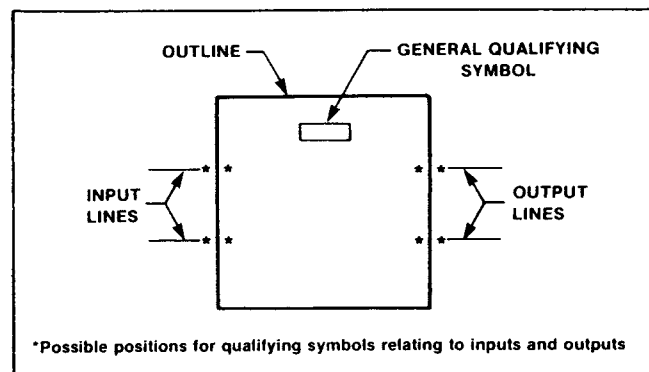 OUTLINE
GENERAL QUALIFYING
SYMBOL
* * * *
INPUT
LINES
OUTPUT
LINES
* * * *
*Possible positions for qualifying symbols relating to inputs and outputs